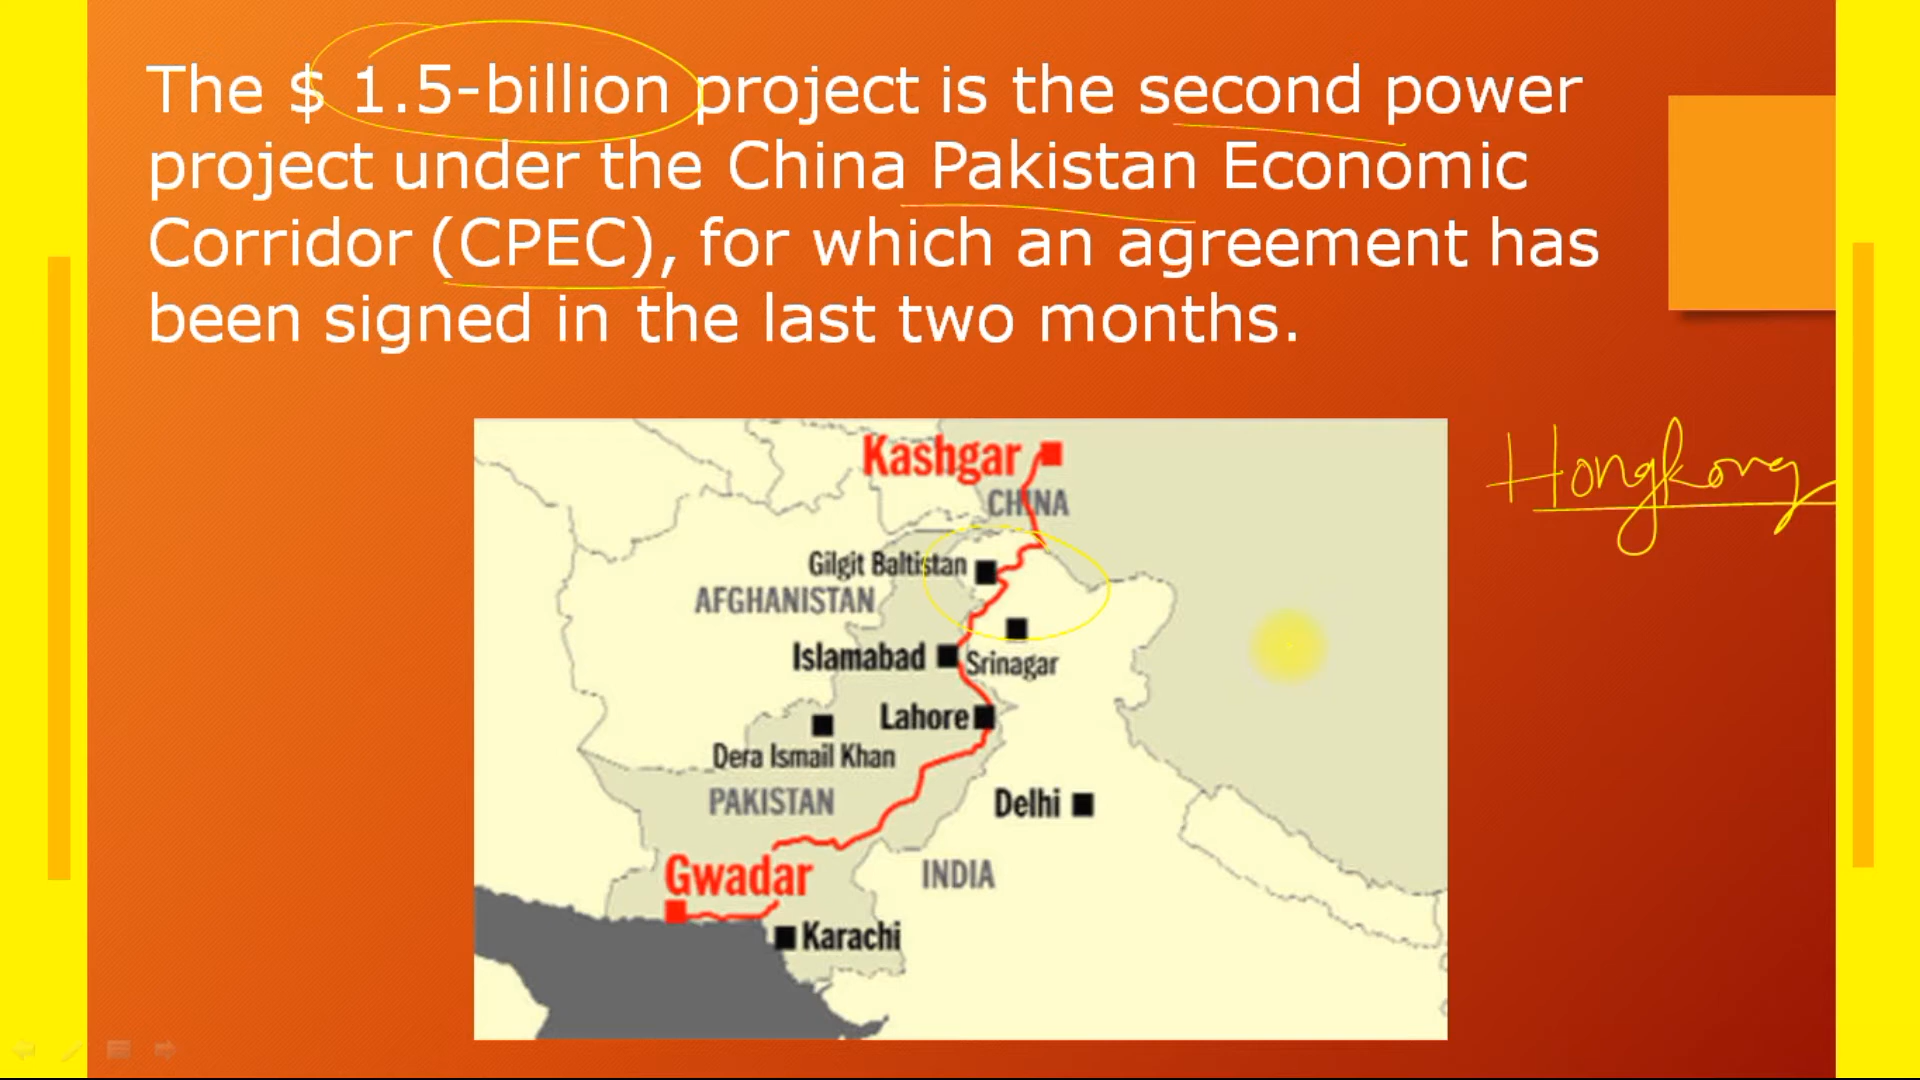 The $ 1.5-billion project is the second power
project under the China Pakistan Economic
Corridor (CPEC), for which an agreement has
been signed in the last two months.
Kashgar
CHINA
Hongkong
Gilgit Baltistan
AFGHANISTAN
Islamabad
Srinagar
Lahore
Dera Ismail Khan
PAKISTAN
Delhi
Gwadar
INDIA
Karachi